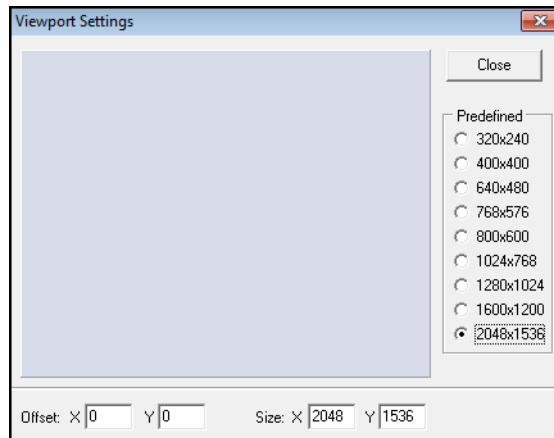 Viewport Settings
Close
Predefined
320x240
400x400
640x480
768x576
800x600
1024x768
1280x1024
1600x1200
2048x1536
Offset: X 0 Y 0 Size: X 2048 Y 1536